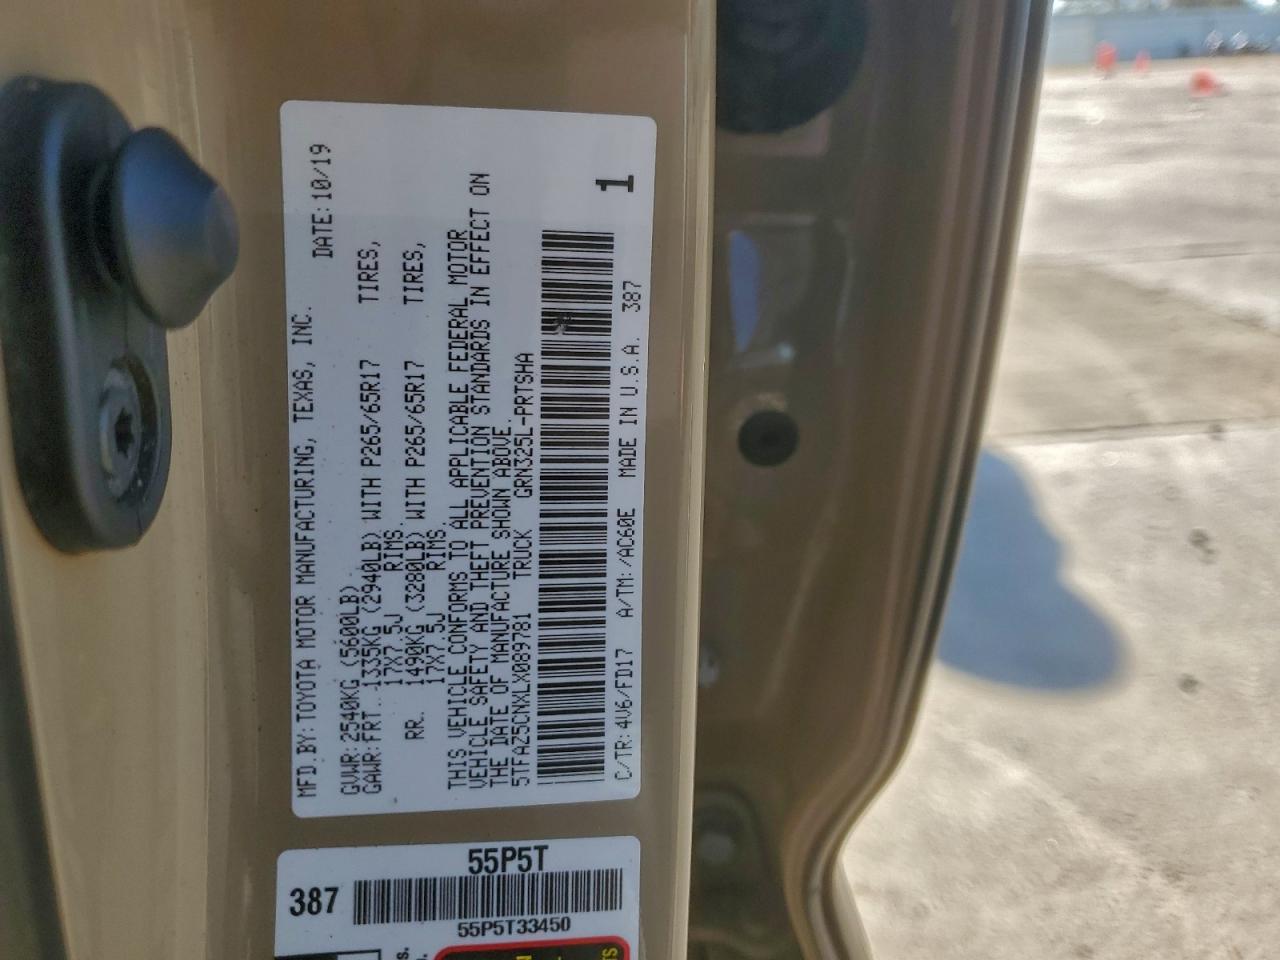 MFD.BY:TOYOTA MOTOR MANUFACTURING, TEXAS, INC.
DATE:10/19
GVWR:2540KG (5600LB)
GAWR:FRT. 1335KG (2940LB) WITH P265/65R17 TIRES,
17X7.5J RIMS.
RR. 1490KG (3280LB) WITH P265/65R17 TIRES,
17X7.5J RIMS.
THIS VEHICLE CONFORMS TO ALL APPLICABLE FEDERAL MOTOR
VEHICLE SAFETY AND THEFT PREVENTION STANDARDS IN EFFECT ON
THE DATE OF MANUFACTURE SHOWN ABOVE.
5TFAZ5CNXLX089781 TRUCK GRN325L-PRTSHA
1
C/TR:4V6/FD17 A/TM:/AC60E MADE IN U.S.A. 387
55P5T
387
55P5T33450